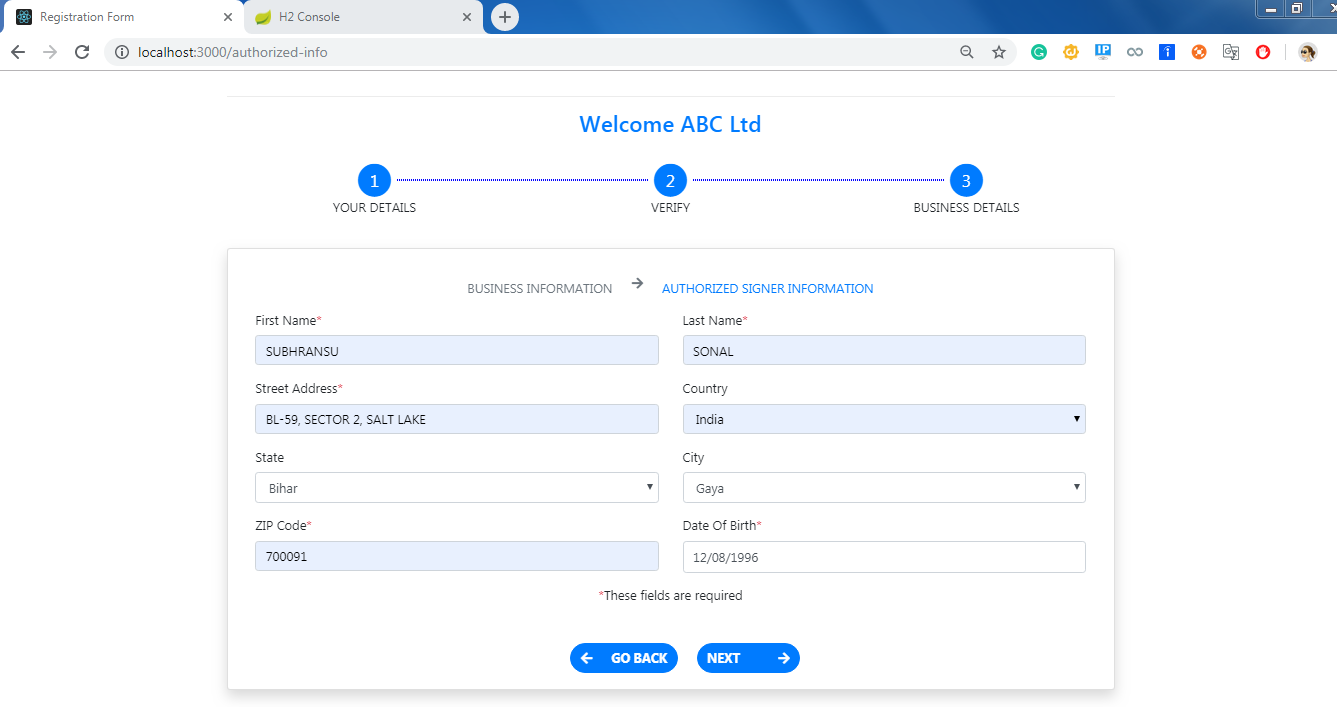 Registration Form
H2 Console
localhost:3000/authorized-info
Welcome ABC Ltd
1 2 3
YOUR DETAILS VERIFY BUSINESS DETAILS
BUSINESS INFORMATION AUTHORIZED SIGNER INFORMATION
First Name* Last Name*
SUBHRANSU SONAL
Street Address* Country
BL-59, SECTOR 2, SALT LAKE India
State City
Bihar Gaya
ZIP Code* Date Of Birth*
700091 12/08/1996
*These fields are required
GO BACK NEXT